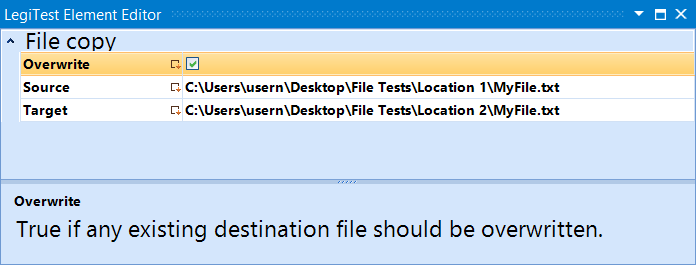 LegiTest Element Editor
File copy
Overwrite
Source C:\Users\usern\Desktop\File Tests\Location 1\MyFile.txt
Target C:\Users\usern\Desktop\File Tests\Location 2\MyFile.txt
Overwrite
True if any existing destination file should be overwritten.